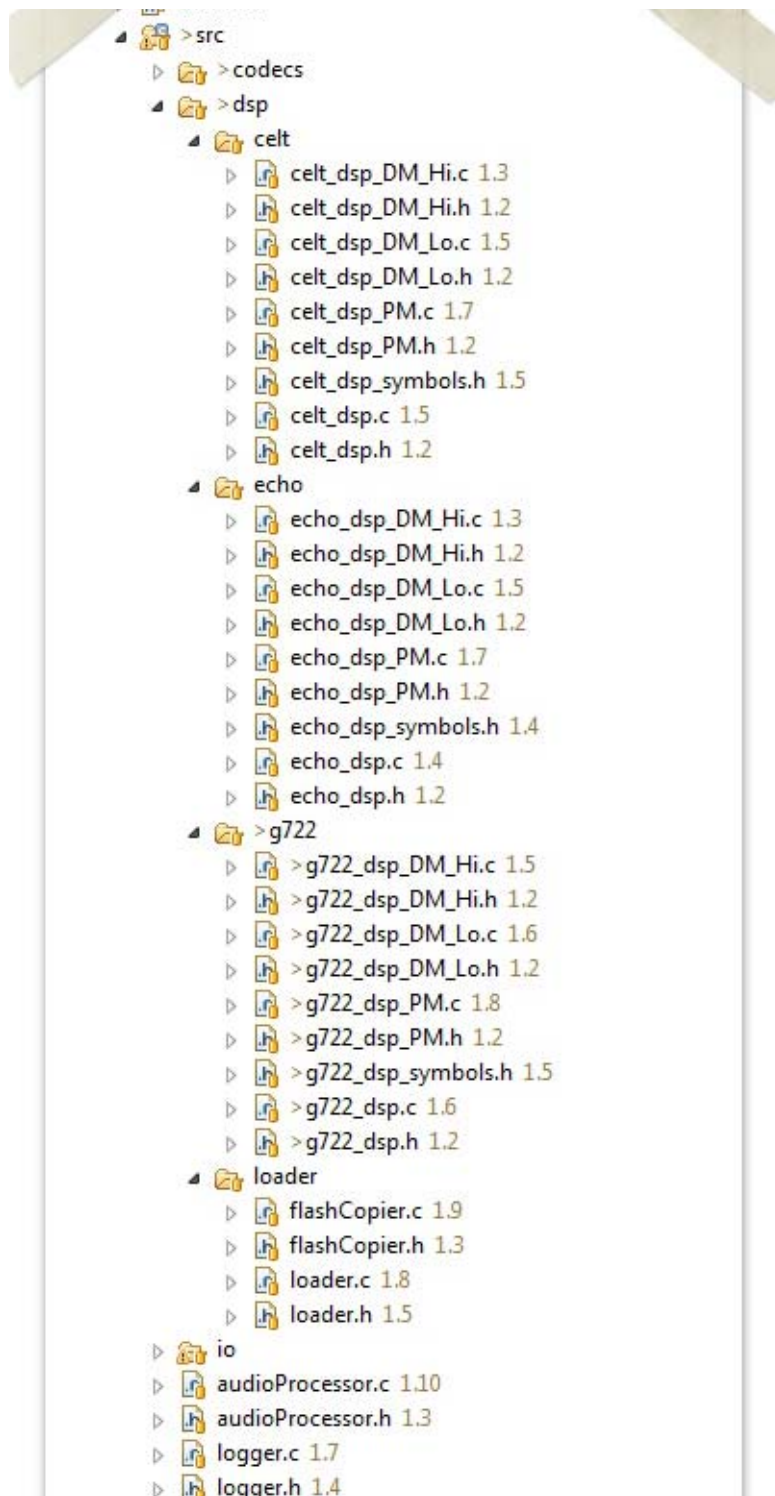 >src
>codecs
>dsp
celt
celt_dsp_DM_Hi.c 1.3
celt_dsp_DM_Hi.h 1.2
celt_dsp_DM_Lo.c 1.5
celt_dsp_DM_Lo.h 1.2
celt_dsp_PM.c 1.7
celt_dsp_PM.h 1.2
celt_dsp_symbols.h 1.5
celt_dsp.c 1.5
celt_dsp.h 1.2
echo
echo_dsp_DM_Hi.c 1.3
echo_dsp_DM_Hi.h 1.2
echo_dsp_DM_Lo.c 1.5
echo_dsp_DM_Lo.h 1.2
echo_dsp_PM.c 1.7
echo_dsp_PM.h 1.2
echo_dsp_symbols.h 1.4
echo_dsp.c 1.4
echo_dsp.h 1.2
>g722
>g722_dsp_DM_Hi.c 1.5
>g722_dsp_DM_Hi.h 1.2
>g722_dsp_DM_Lo.c 1.6
>g722_dsp_DM_Lo.h 1.2
>g722_dsp_PM.c 1.8
>g722_dsp_PM.h 1.2
>g722_dsp_symbols.h 1.5
>g722_dsp.c 1.6
>g722_dsp.h 1.2
loader
flashCopier.c 1.9
flashCopier.h 1.3
loader.c 1.8
loader.h 1.5
io
audioProcessor.c 1.10
audioProcessor.h 1.3
logger.c 1.7
logger.h 1.4